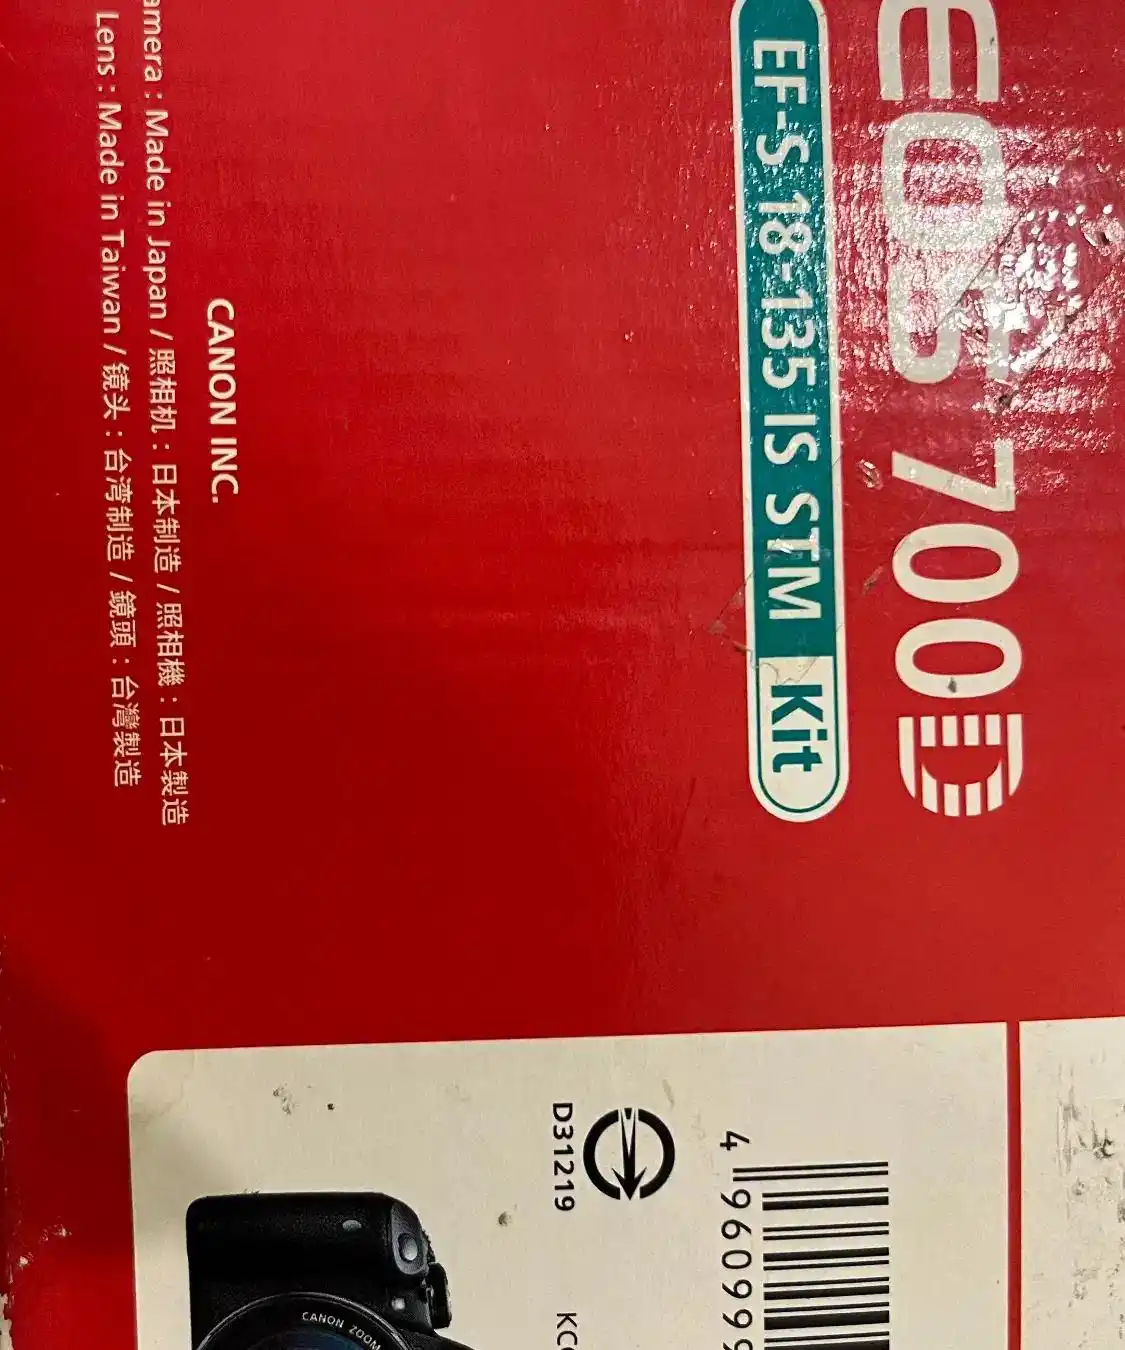 EOS 700D
EF-S 18-135 IS STM Kit
CANON INC.
Made in Japan / 照相机 : 日本制造 / 照相機 : 日本製造
Lens : Made in Taiwan / 镜头 : 台湾制造 / 鏡頭 : 台灣製造
4 960999
D31219
CANON ZOOM